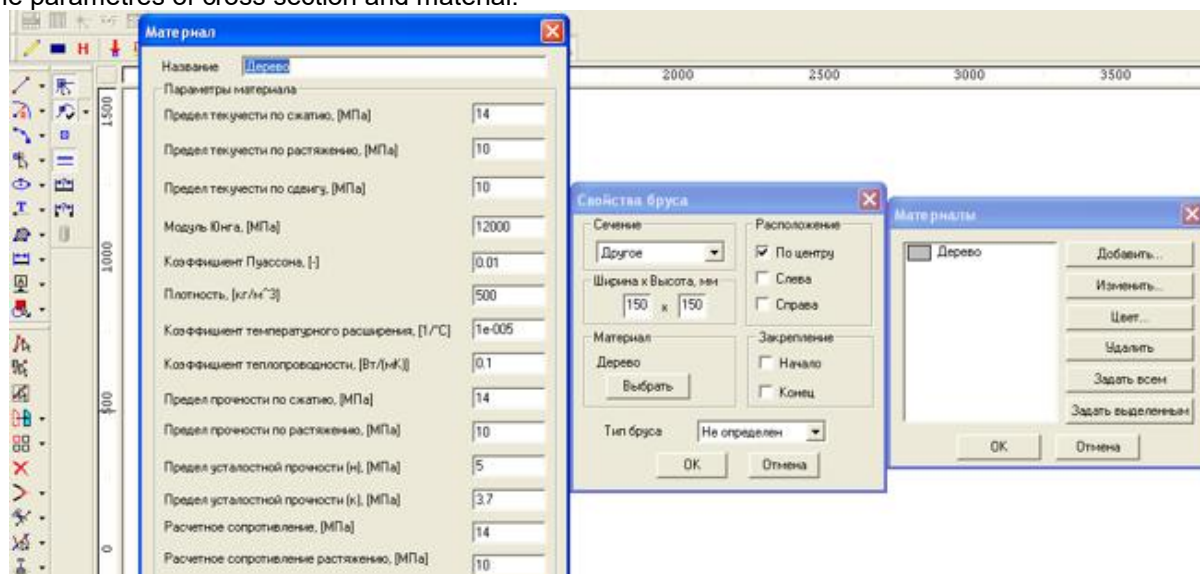 he parametres of cross section and material.
Материал
Название Дерево
Параметры материала
Предел текучести по сжатию, [МПа] 14
Предел текучести по растяжению, [МПа] 10
Предел текучести по сдвигу, [МПа] 10
Модуль Юнга, [МПа] 12000
Коэффициент Пуассона, [-] 0.01
Плотность, [кг/м^3] 500
Коэффициент температурного расширения, [1/°C] 1e-005
Коэффициент теплопроводности, [Вт/(мК)] 0.1
Предел прочности по сжатию, [МПа] 14
Предел прочности по растяжению, [МПа] 10
Предел усталостной прочности (н), [МПа] 5
Предел усталостной прочности (к), [МПа] 3.7
Расчетное сопротивление, [МПа] 14
Расчетное сопротивление растяжению, [МПа] 10
H
2000 2500 3000 3500
1500
1000
500
0
Свойства бруса
Сечение
Другое
Ширина x Высота, мм
150 x 150
Материал
Дерево
Выбрать
Расположение
По центру
Слева
Справа
Закрепление
Начало
Конец
Тип бруса Не определен
OK Отмена
Материалы
Дерево
Добавить...
Изменить...
Цвет...
Удалить
Задать всем
Задать выделенным
OK Отмена